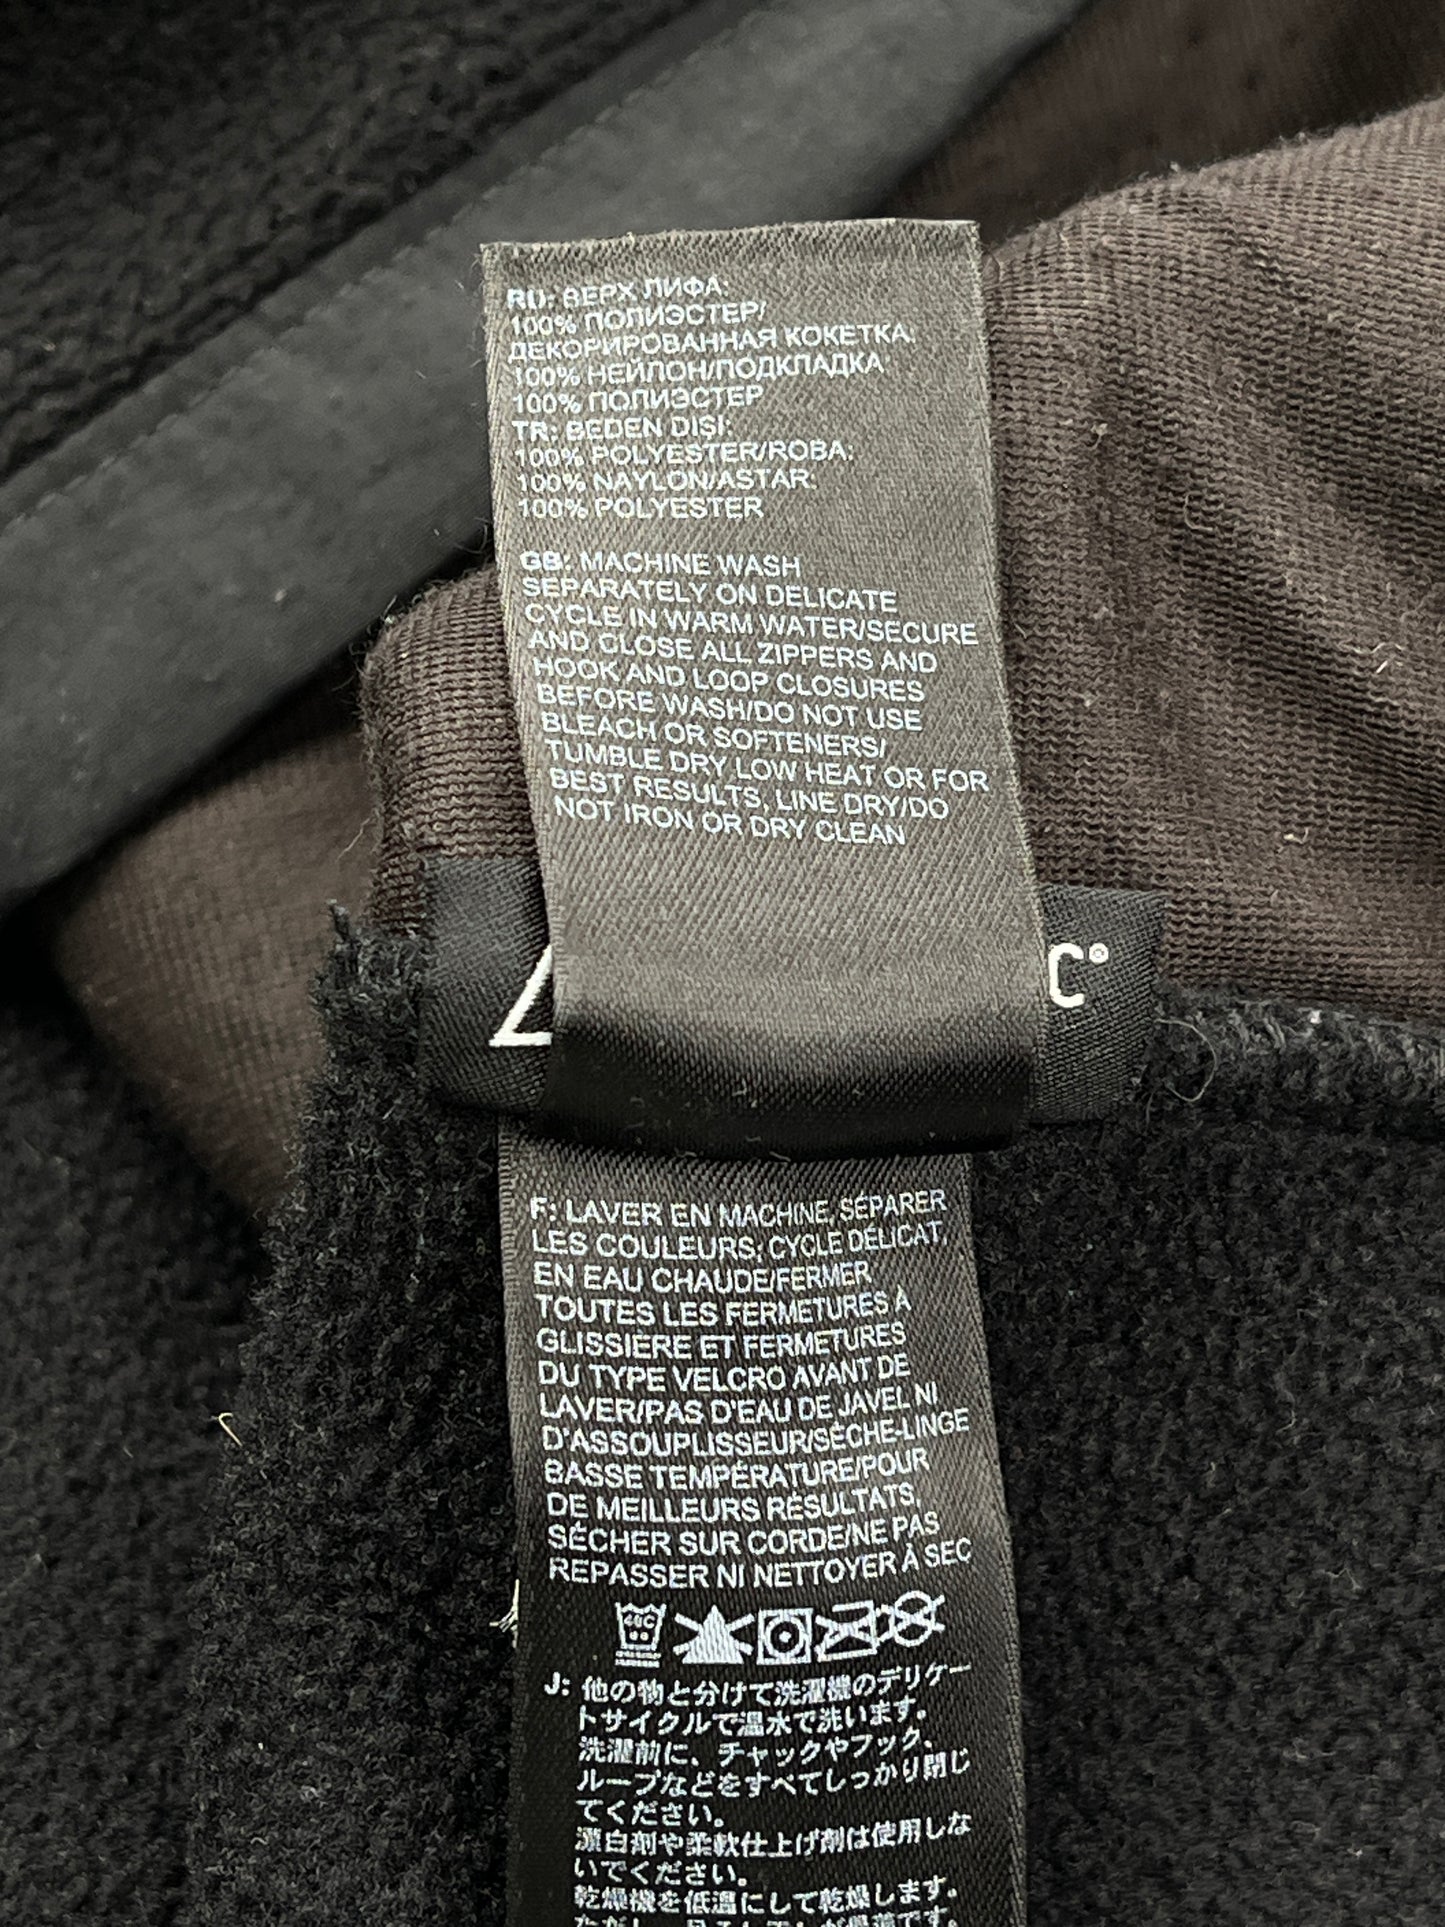 RU: ВЕРХ ЛИФА:
100% ПОЛИЭСТЕР/
ДЕКОРИРОВАННАЯ КОКЕТКА:
100% НЕЙЛОН/ПОДКЛАДКА
100% ПОЛИЭСТЕР
TR: BEDEN DIŞI:
100% POLYESTER/ROBA:
100% NAYLON/ASTAR:
100% POLYESTER
GB: MACHINE WASH
SEPARATELY ON DELICATE
CYCLE IN WARM WATER/SECURE
AND CLOSE ALL ZIPPERS AND
HOOK AND LOOP CLOSURES
BEFORE WASH/DO NOT USE
BLEACH OR SOFTENERS/
TUMBLE DRY LOW HEAT OR FOR
BEST RESULTS, LINE DRY/DO
NOT IRON OR DRY CLEAN
C
F: LAVER EN MACHINE, SÉPARER
LES COULEURS, CYCLE DÉLICAT,
EN EAU CHAUDE/FERMER
TOUTES LES FERMETURES À
GLISSIERE ET FERMETURES
DU TYPE VELCRO AVANT DE
LAVER/PAS D'EAU DE JAVEL NI
D'ASSOUPLISSEUR/SÈCHE-LINGE
BASSE TEMPÉRATURE/POUR
DE MEILLEURS RÉSULTATS,
SÉCHER SUR CORDE/NE PAS
REPASSER NI NETTOYER À SEC
40C
J: 他の物と分けて洗濯機のデリケー
トサイクルで温水で洗います。
洗濯前に、チャックやフック、
ループなどをすべてしっかり閉じ
てください。
漂白剤や柔軟仕上げ剤は使用しな
いでください。
乾燥機を低温にして乾燥します。